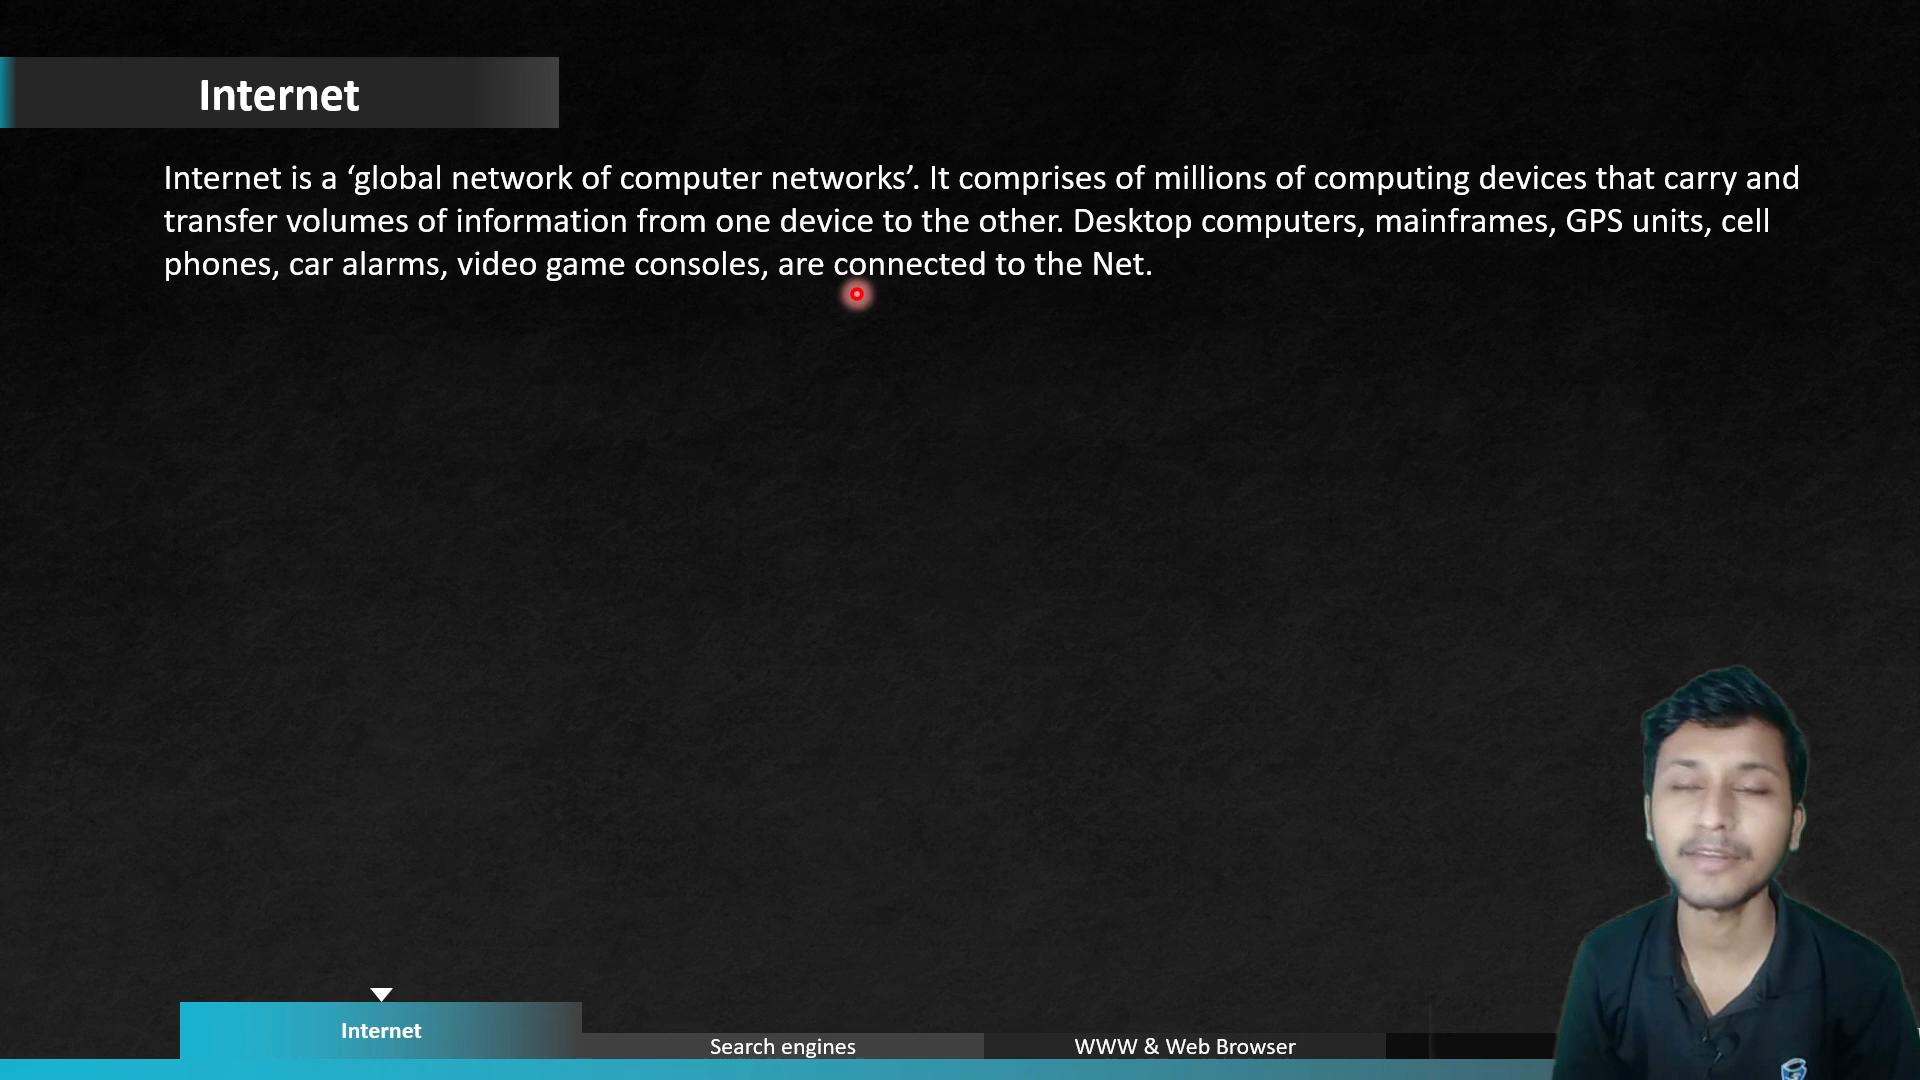 Internet
Internet is a ‘global network of computer networks’. It comprises of millions of computing devices that carry and
transfer volumes of information from one device to the other. Desktop computers, mainframes, GPS units, cell
phones, car alarms, video game consoles, are connected to the Net.
Internet
Search engines
WWW & Web Browser